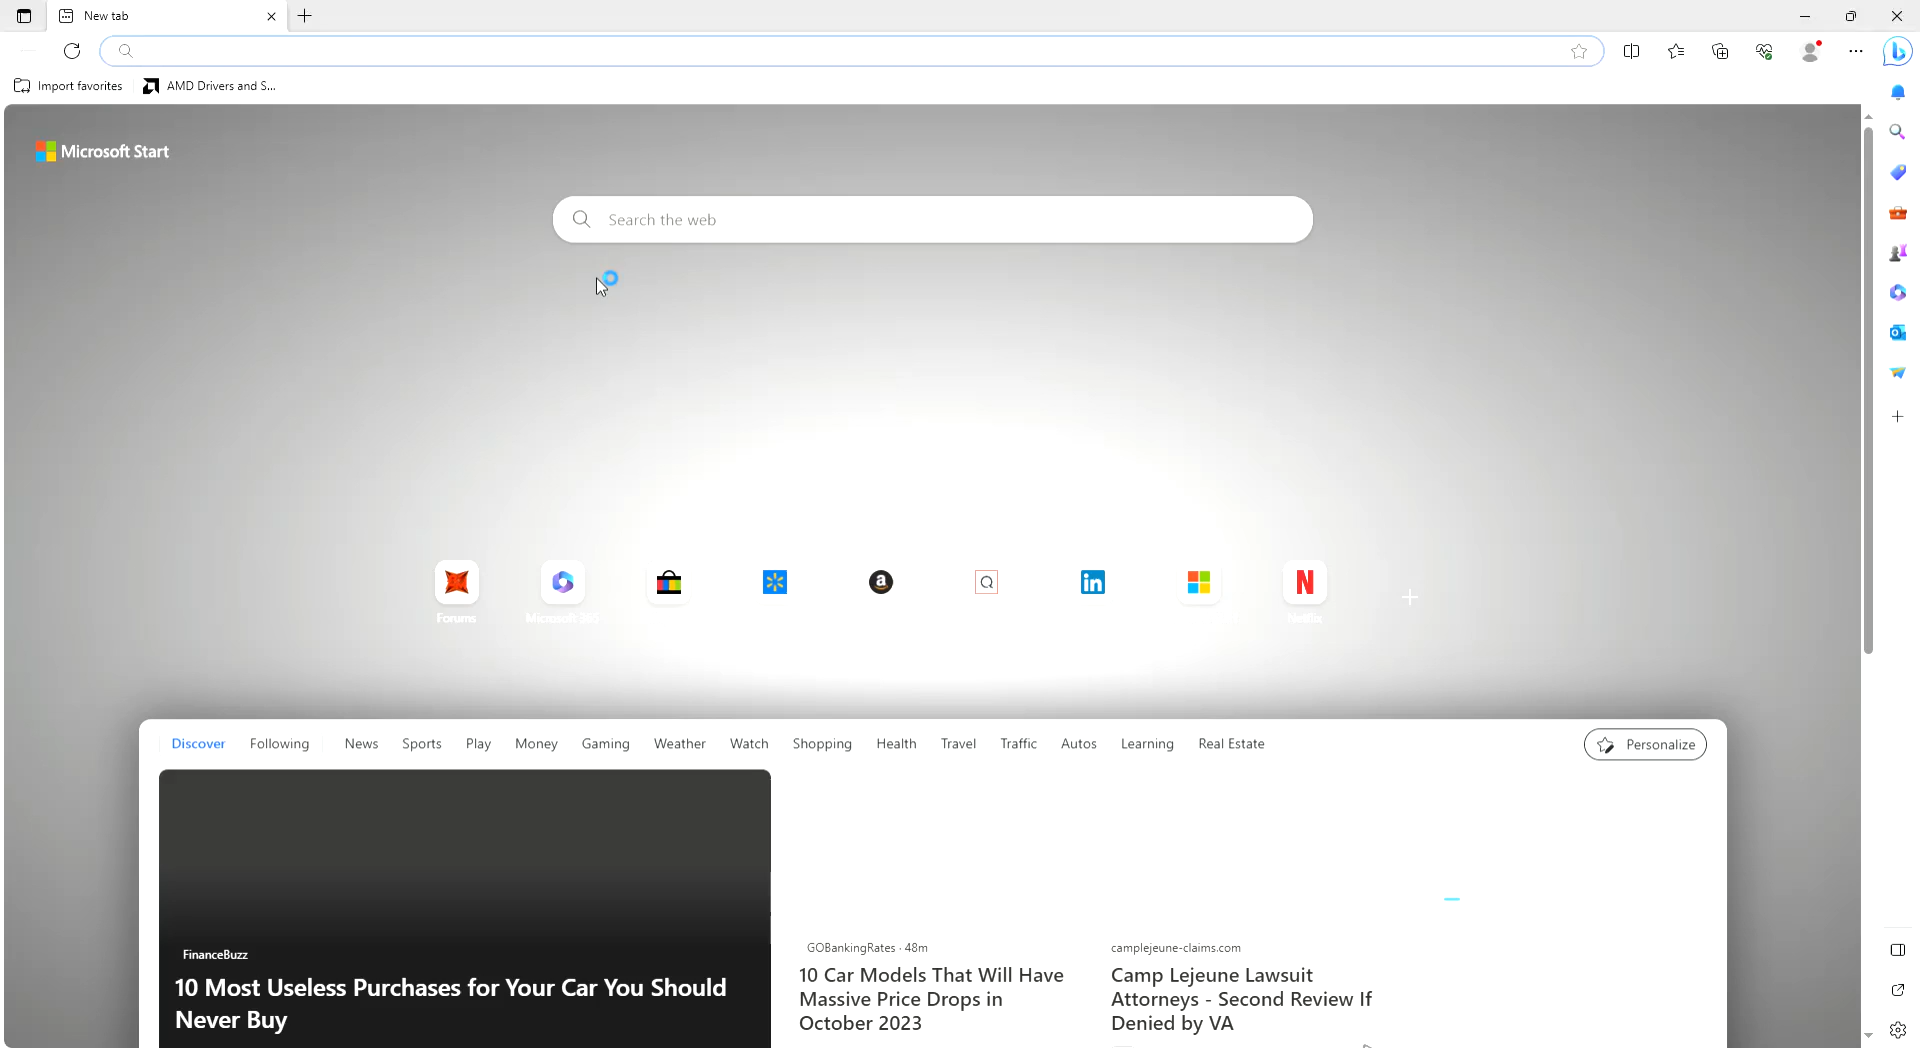 New tab
Import favorites
AMD Drivers and S...
Microsoft Start
Search the web
Forums
Microsoft 365
Netflix
Discover
Following
News
Sports
Play
Money
Gaming
Weather
Watch
Shopping
Health
Travel
Traffic
Autos
Learning
Real Estate
Personalize
FinanceBuzz
10 Most Useless Purchases for Your Car You Should
Never Buy
GOBankingRates · 48m
10 Car Models That Will Have
Massive Price Drops in
October 2023
camplejeune-claims.com
Camp Lejeune Lawsuit
Attorneys - Second Review If
Denied by VA